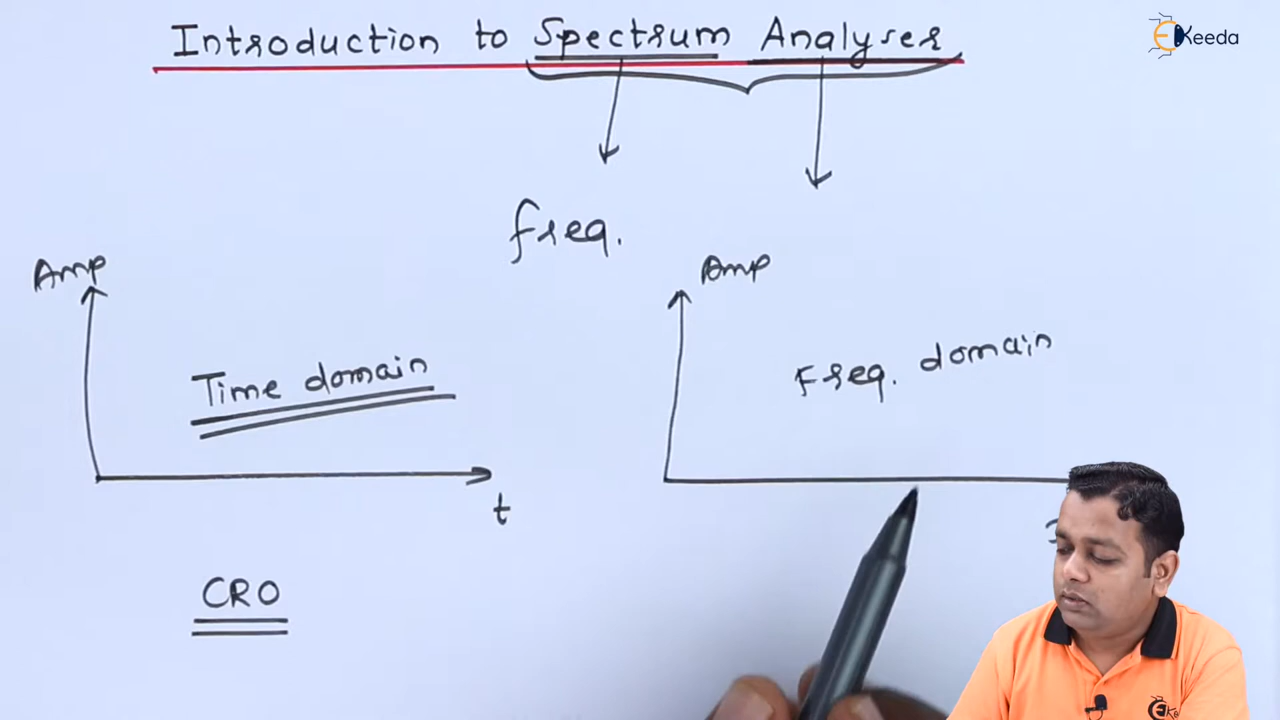 Introduction to Spectrum Analyser
EKeeda
freq.
Amp
Amp
Time domain
Freq. domain
t
CRO